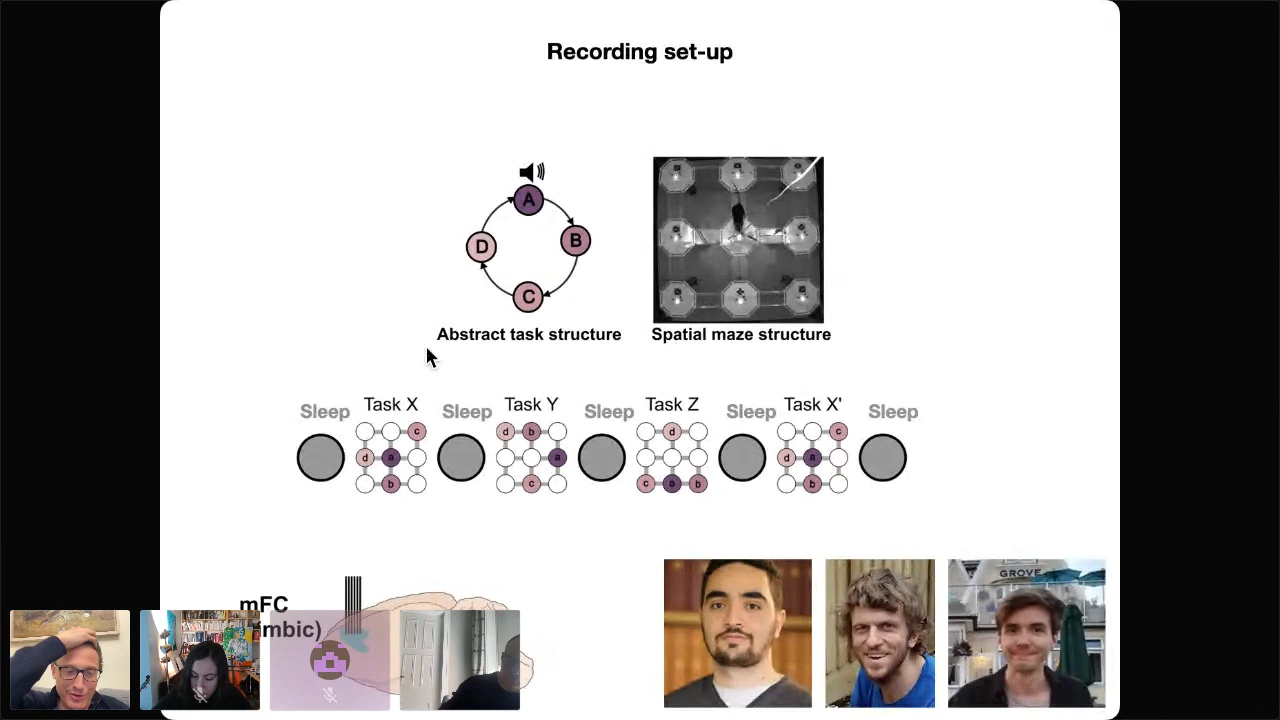 Recording set-up
A
B
C
D
Abstract task structure
Spatial maze structure
Sleep
Task X
Sleep
Task Y
Sleep
Task Z
Sleep
Task X'
Sleep
c
d a
b
d b
a
c
d
c a b
c
d a
b
mFC
mbic)
GROVE